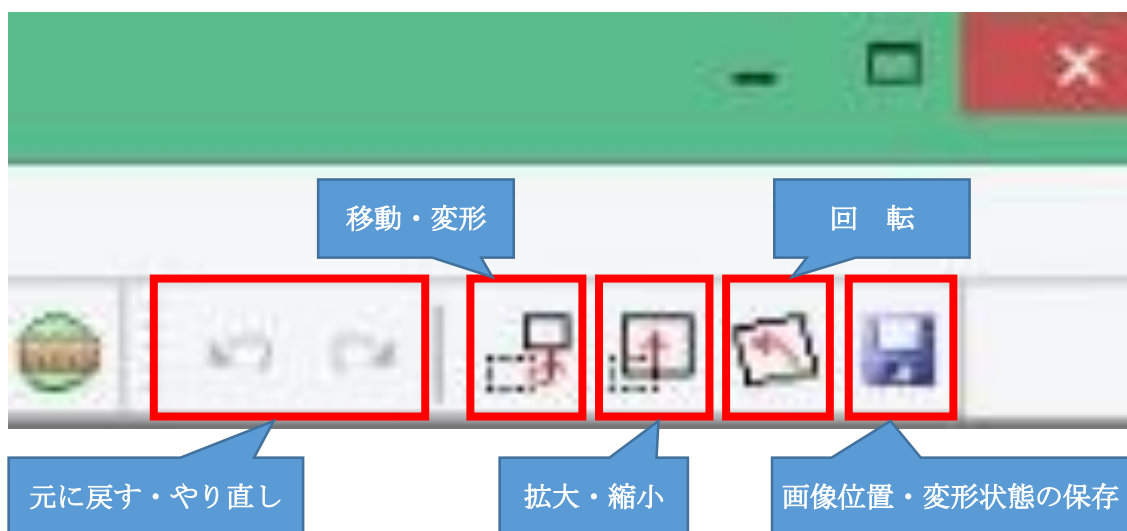 移動・変形
回　転
元に戻す・やり直し
拡大・縮小
画像位置・変形状態の保存